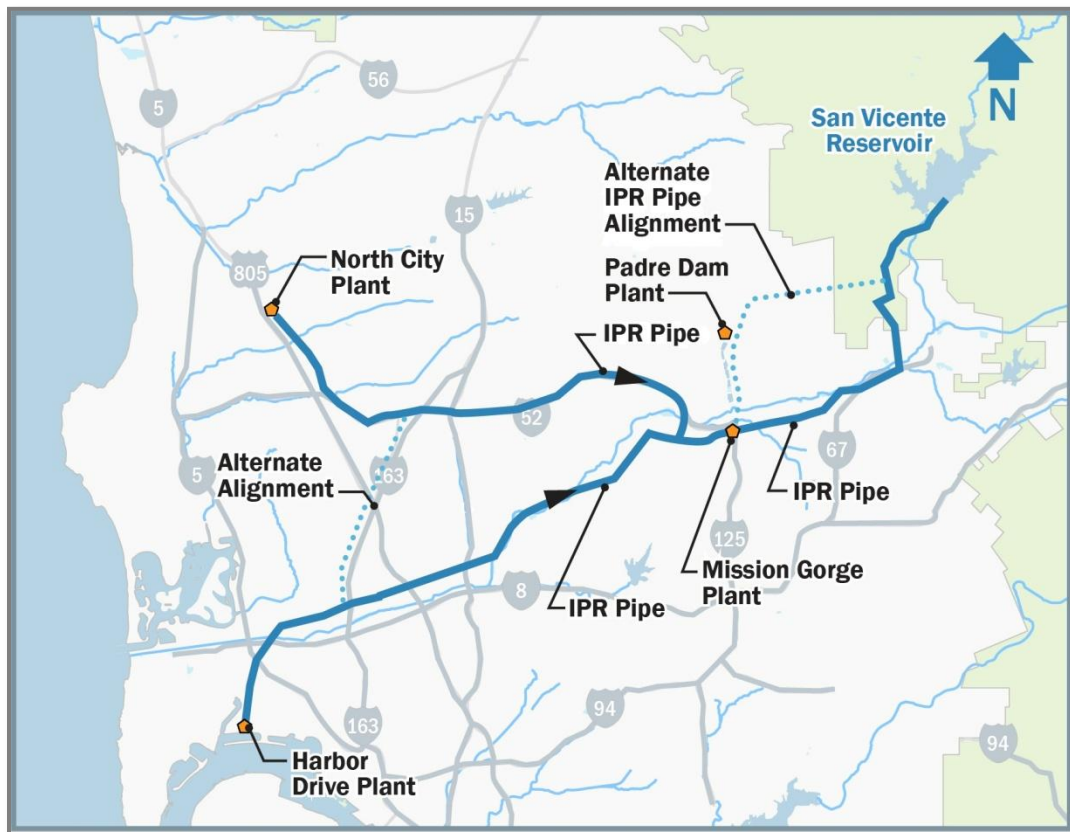 5
56
N
San Vicente
Reservoir
Alternate
IPR Pipe
Alignment
15
805
North City
Plant
Padre Dam
Plant
IPR Pipe
52
Alternate
Alignment
5
163
67
IPR Pipe
125
Mission Gorge
Plant
8
IPR Pipe
94
163
94
Harbor
Drive Plant